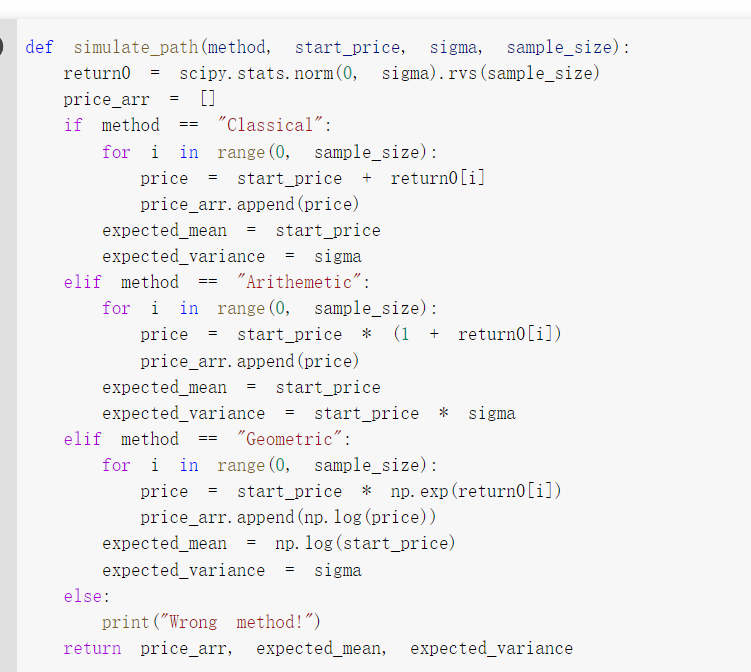 def simulate_path(method, start_price, sigma, sample_size):
    return0 = scipy.stats.norm(0, sigma).rvs(sample_size)
    price_arr = []
    if method == "Classical":
        for i in range(0, sample_size):
            price = start_price + return0[i]
            price_arr.append(price)
        expected_mean = start_price
        expected_variance = sigma
    elif method == "Arithemetic":
        for i in range(0, sample_size):
            price = start_price * (1 + return0[i])
            price_arr.append(price)
        expected_mean = start_price
        expected_variance = start_price * sigma
    elif method == "Geometric":
        for i in range(0, sample_size):
            price = start_price * np.exp(return0[i])
            price_arr.append(np.log(price))
        expected_mean = np.log(start_price)
        expected_variance = sigma
    else:
        print("Wrong method!")
    return price_arr, expected_mean, expected_variance